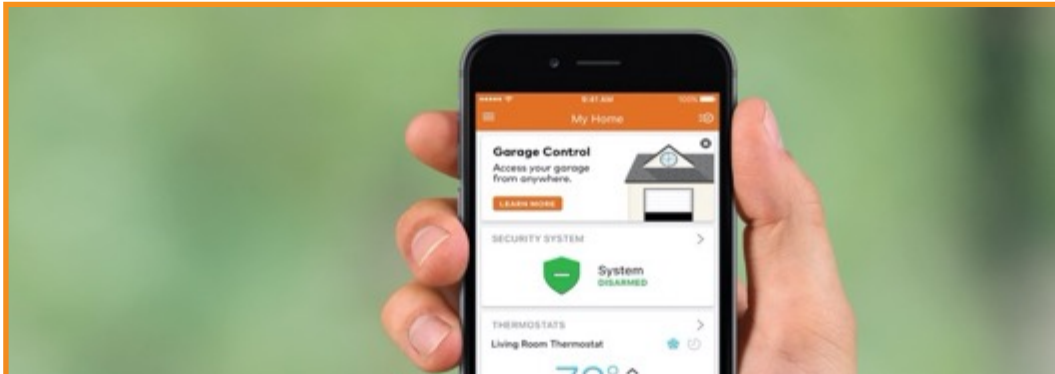 9:41 AM 100%
My Home
Garage Control
Access your garage
from anywhere.
LEARN MORE
SECURITY SYSTEM
System
DISARMED
THERMOSTATS
Living Room Thermostat